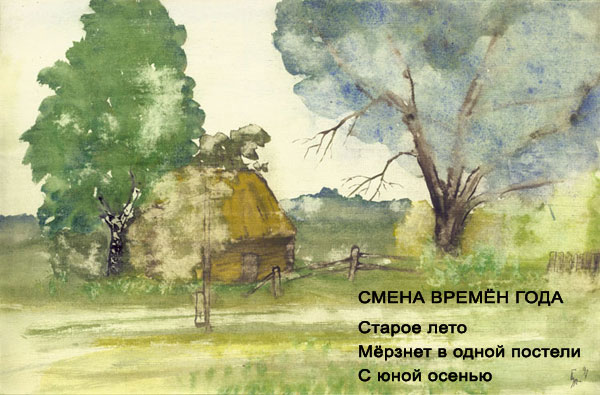 СМЕНА ВРЕМЁН ГОДА
Старое лето
Мёрзнет в одной постели
С юной осенью